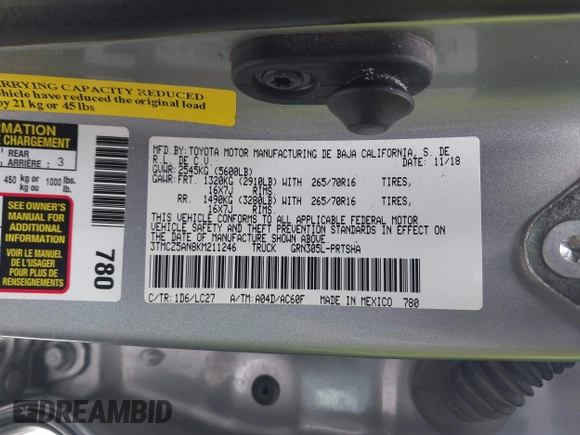 ARRYING CAPACITY REDUCED
ehicle have reduced the original load
by 21 kg or 45 lbs
RMATION
CHARGEMENT
REAR
ARRIÈRE: 3
450 kg or 1000 lbs.
SEE OWNER'S
MANUAL FOR
ADDITIONAL
INFORMATION
VOIR LE MANUEL
DE L'USAGER
POUR PLUS DE
RENSEIGNEMENTS
780
MFD. BY: TOYOTA MOTOR MANUFACTURING DE BAJA CALIFORNIA, S. DE
R.L. DE C.V. DATE: 11/18
GVWR: 2545KG (5600LB)
GAWR: FRT. 1320KG (2910LB) WITH 265/70R16 TIRES,
16X7J RIMS.
RR. 1490KG (3280LB) WITH 265/70R16 TIRES,
16X7J RIMS.
THIS VEHICLE CONFORMS TO ALL APPLICABLE FEDERAL MOTOR
VEHICLE SAFETY AND THEFT PREVENTION STANDARDS IN EFFECT
ON THE DATE OF MANUFACTURE SHOWN ABOVE.
3TMCZ5AN8KM211246 TRUCK GRN305L-PRTSHA
C/TR: 1D6/LC27 A/TM: A04D/AC60F MADE IN MEXICO 780
DREAMBID